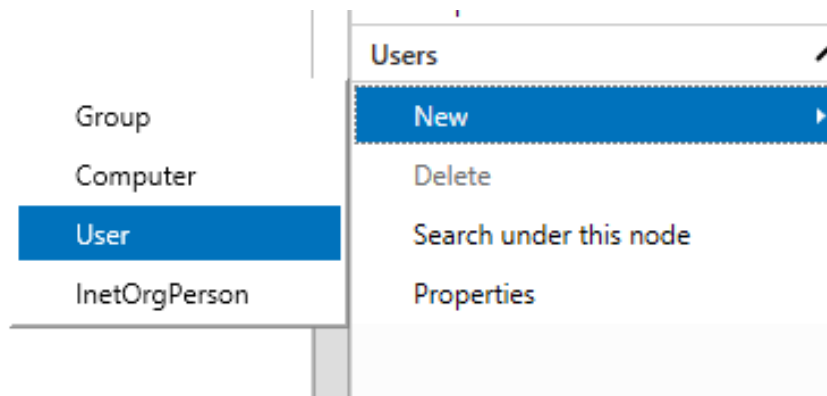 Users
New
Delete
Search under this node
Properties
Group
Computer
User
InetOrgPerson